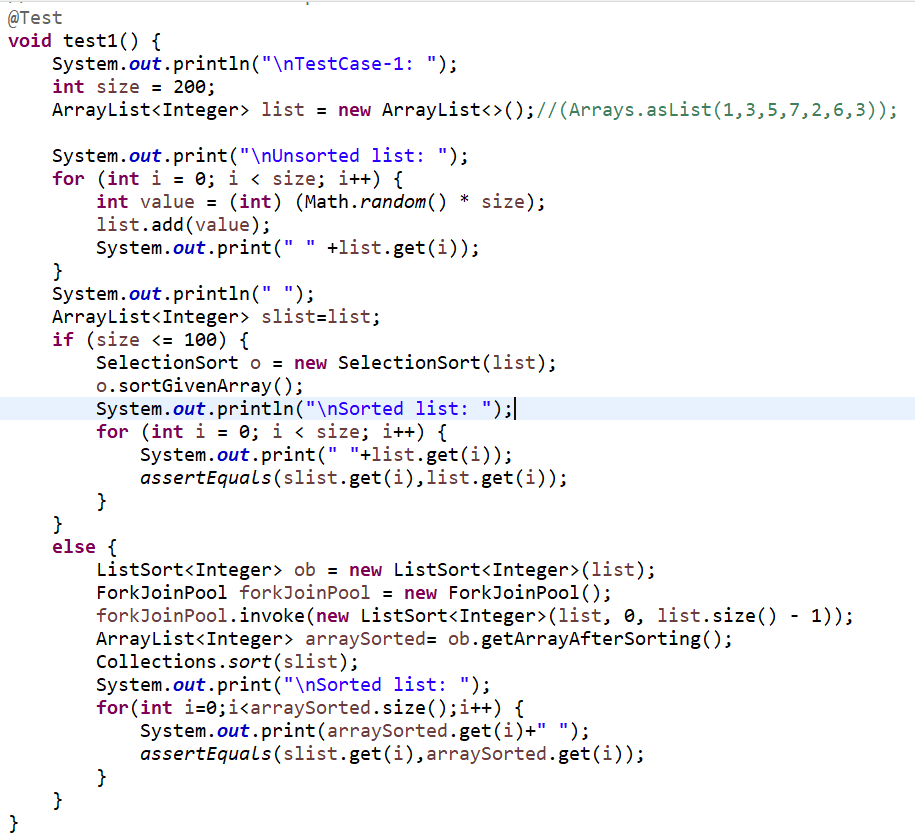 @Test
void test1() {
    System.out.println("\nTestCase-1: ");
    int size = 200;
    ArrayList<Integer> list = new ArrayList<>();//(Arrays.asList(1,3,5,7,2,6,3));

    System.out.print("\nUnsorted list: ");
    for (int i = 0; i < size; i++) {
        int value = (int) (Math.random() * size);
        list.add(value);
        System.out.print(" " +list.get(i));
    }
    System.out.println(" ");
    ArrayList<Integer> slist=list;
    if (size <= 100) {
        SelectionSort o = new SelectionSort(list);
        o.sortGivenArray();
        System.out.println("\nSorted list: ");
        for (int i = 0; i < size; i++) {
            System.out.print(" "+list.get(i));
            assertEquals(slist.get(i),list.get(i));
        }
    }
    else {
        ListSort<Integer> ob = new ListSort<Integer>(list);
        ForkJoinPool forkJoinPool = new ForkJoinPool();
        forkJoinPool.invoke(new ListSort<Integer>(list, 0, list.size() - 1));
        ArrayList<Integer> arraySorted= ob.getArrayAfterSorting();
        Collections.sort(slist);
        System.out.print("\nSorted list: ");
        for(int i=0;i<arraySorted.size();i++) {
            System.out.print(arraySorted.get(i)+" ");
            assertEquals(slist.get(i),arraySorted.get(i));
        }
    }
}